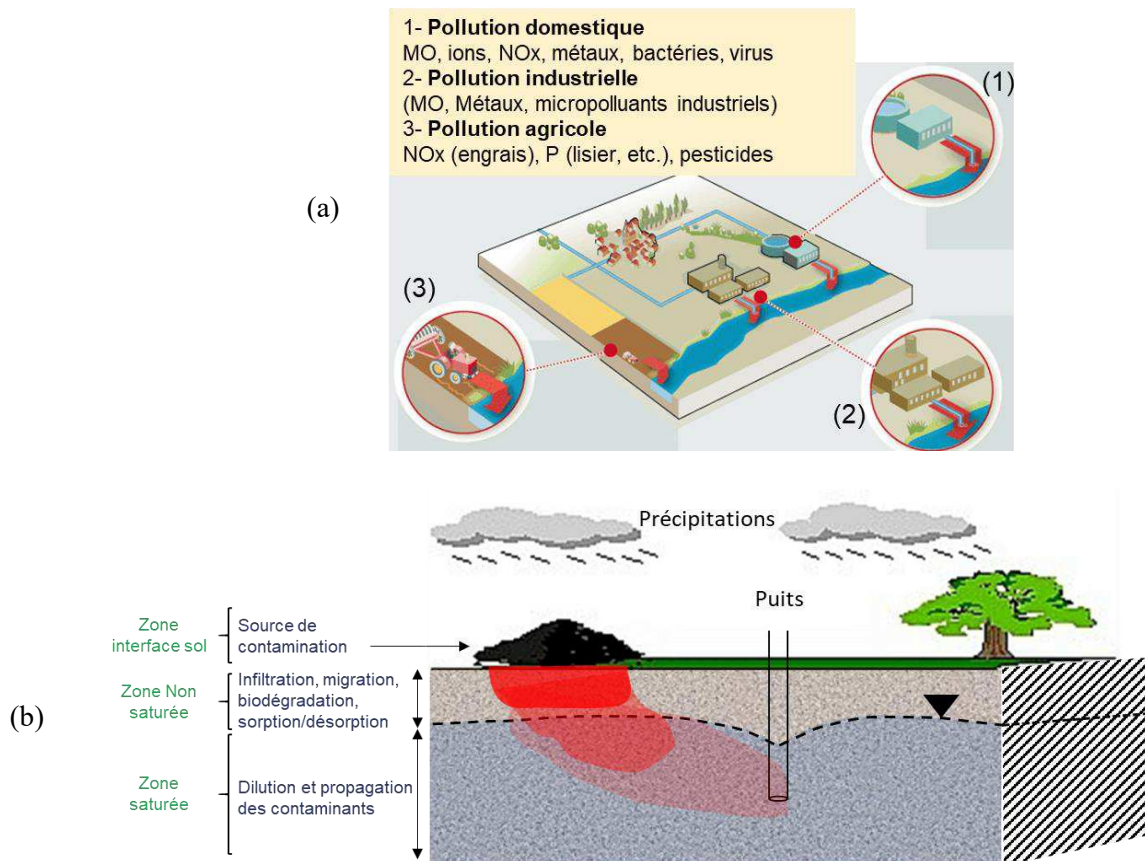 1- Pollution domestique
MO, ions, NOx, métaux, bactéries, virus
2- Pollution industrielle
(MO, Métaux, micropolluants industriels)
3- Pollution agricole
NOx (engrais), P (lisier, etc.), pesticides
(1)
(a)
(3)
(2)
Précipitations
Puits
Zone
interface sol
Source de
contamination
Zone Non
saturée
Infiltration, migration,
biodégradation,
sorption/désorption
(b)
Zone
saturée
Dilution et propagation
des contaminants